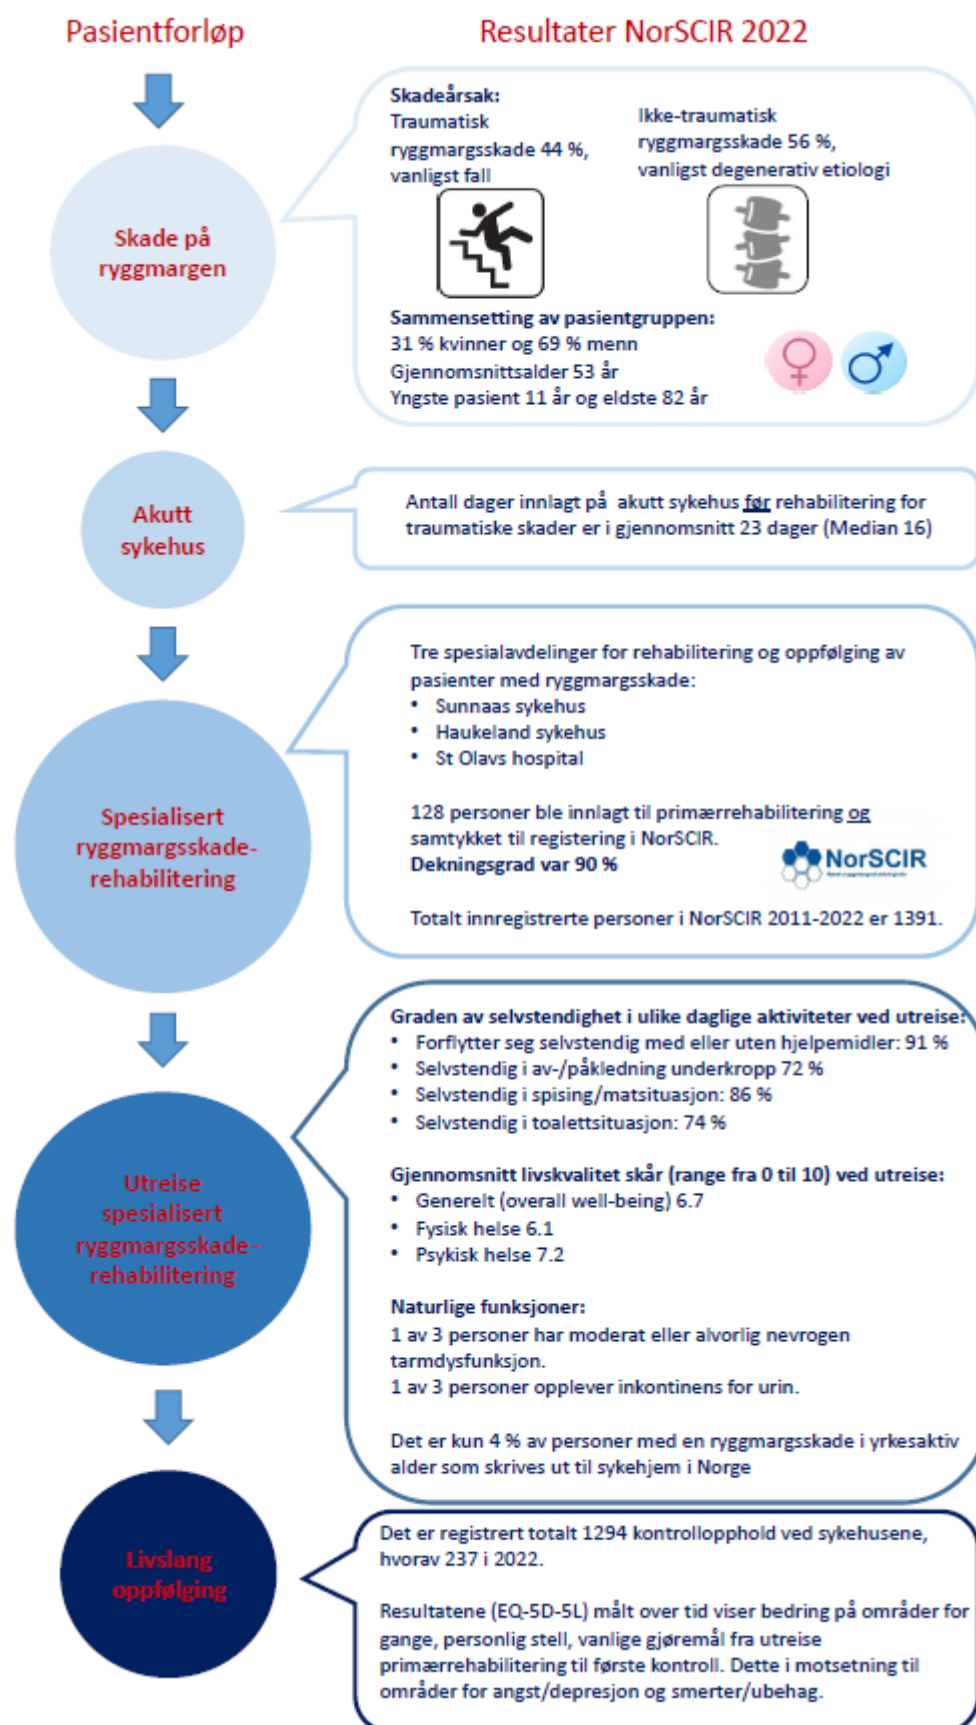 Pasientforløp
Resultater NorSCIR 2022
Skade på
ryggmargen
Skadeårsak:
Traumatisk
ryggmargsskade 44 %,
vanligst fall
Ikke-traumatisk
ryggmargsskade 56 %,
vanligst degenerativ etiologi
Sammensetting av pasientgruppen:
31 % kvinner og 69 % menn
Gjennomsnittsalder 53 år
Yngste pasient 11 år og eldste 82 år
Akutt
sykehus
Antall dager innlagt på akutt sykehus før rehabilitering for
traumatiske skader er i gjennomsnitt 23 dager (Median 16)
Spesialisert
ryggmargsskade-
rehabilitering
Tre spesialavdelinger for rehabilitering og oppfølging av
pasienter med ryggmargsskade:
• Sunnaas sykehus
• Haukeland sykehus
• St Olavs hospital
128 personer ble innlagt til primærrehabilitering og
samtykket til registering i NorSCIR.
Dekningsgrad var 90 %
NorSCIR
Totalt innregistrerte personer i NorSCIR 2011-2022 er 1391.
Utreise
spesialisert
ryggmargsskade-
rehabilitering
Graden av selvstendighet i ulike daglige aktiviteter ved utreise:
• Forflytter seg selvstendig med eller uten hjelpemidler: 91 %
• Selvstendig i av-/påkledning underkropp 72 %
• Selvstendig i spising/matsituasjon: 86 %
• Selvstendig i toalettsituasjon: 74 %
Gjennomsnitt livskvalitet skår (range fra 0 til 10) ved utreise:
• Generelt (overall well-being) 6.7
• Fysisk helse 6.1
• Psykisk helse 7.2
Naturlige funksjoner:
1 av 3 personer har moderat eller alvorlig nevrogen
tarmdysfunksjon.
1 av 3 personer opplever inkontinens for urin.
Det er kun 4 % av personer med en ryggmargsskade i yrkesaktiv
alder som skrives ut til sykehjem i Norge
Livslang
oppfølging
Det er registrert totalt 1294 kontrollopphold ved sykehusene,
hvorav 237 i 2022.
Resultatene (EQ-5D-5L) målt over tid viser bedring på områder for
gange, personlig stell, vanlige gjøremål fra utreise
primærrehabilitering til første kontroll. Dette i motsetning til
områder for angst/depresjon og smerter/ubehag.